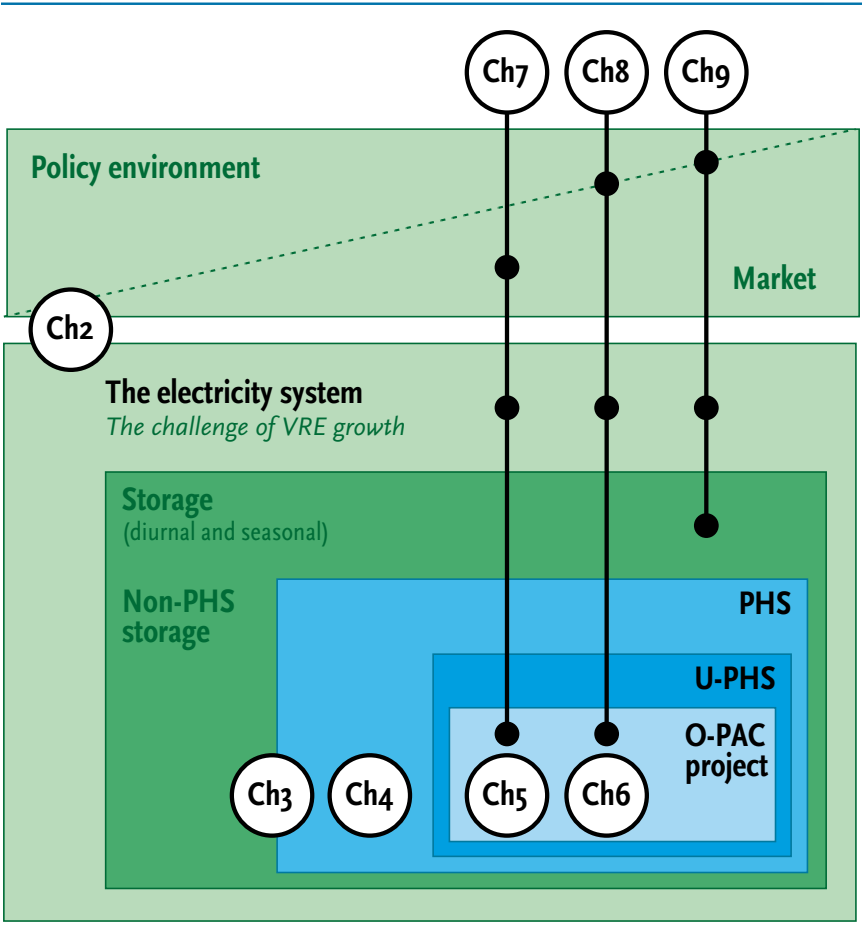 Ch7
Ch8
Ch9
Policy environment
Market
Ch2
The electricity system
The challenge of VRE growth
Storage
(diurnal and seasonal)
Non-PHS
storage
PHS
U-PHS
O-PAC
project
Ch3
Ch4
Ch5
Ch6